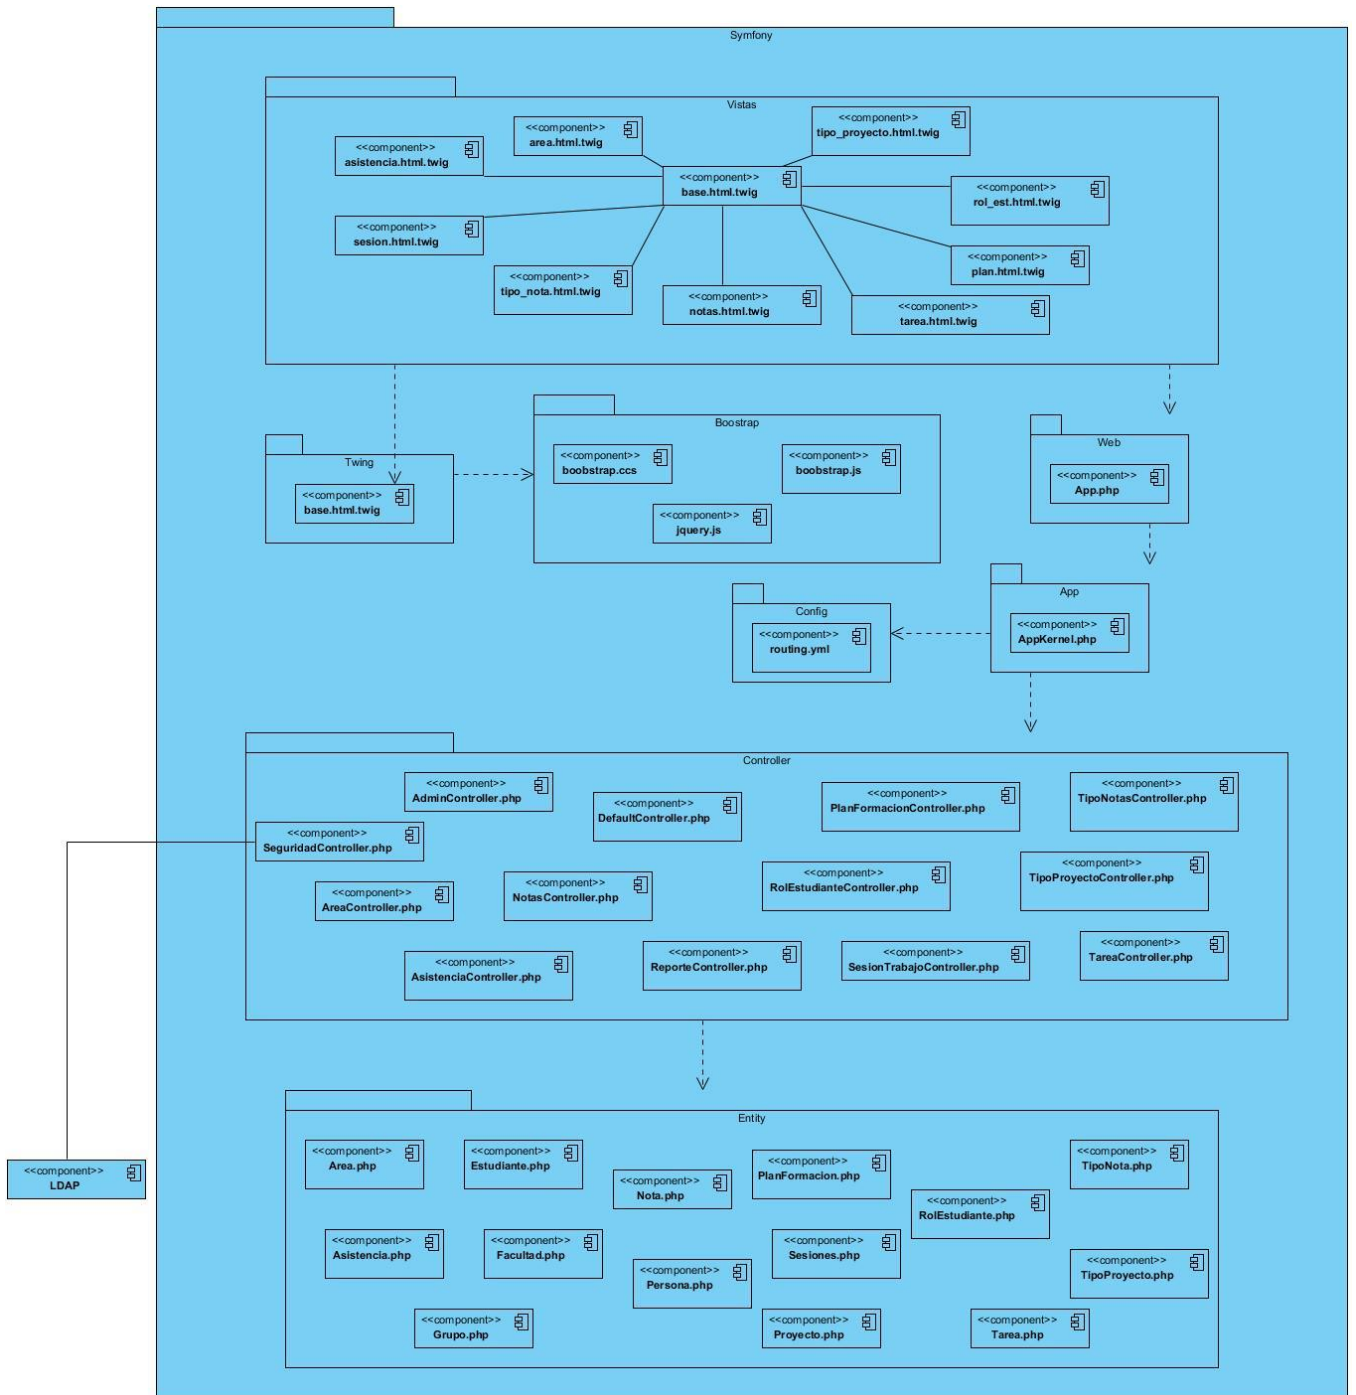 Symfony
Vistas
<<component>>
asistencia.html.twig
<<component>>
area.html.twig
<<component>>
tipo_proyecto.html.twig
<<component>>
base.html.twig
<<component>>
rol_est.html.twig
<<component>>
sesion.html.twig
<<component>>
tipo_nota.html.twig
<<component>>
notas.html.twig
<<component>>
plan.html.twig
<<component>>
tarea.html.twig
Twing
<<component>>
base.html.twig
Boostrap
<<component>>
boobstrap.ccs
<<component>>
boobstrap.js
<<component>>
jquery.js
Web
<<component>>
App.php
App
<<component>>
AppKernel.php
Config
<<component>>
routing.yml
Controller
<<component>>
AdminController.php
<<component>>
DefaultController.php
<<component>>
PlanFormacionController.php
<<component>>
TipoNotasController.php
<<component>>
SeguridadController.php
<<component>>
AreaController.php
<<component>>
NotasController.php
<<component>>
RolEstudianteController.php
<<component>>
TipoProyectoController.php
<<component>>
AsistenciaController.php
<<component>>
ReporteController.php
<<component>>
SesionTrabajoController.php
<<component>>
TareaController.php
<<component>>
LDAP
Entity
<<component>>
Area.php
<<component>>
Estudiante.php
<<component>>
Nota.php
<<component>>
PlanFormacion.php
<<component>>
RolEstudiante.php
<<component>>
TipoNota.php
<<component>>
Asistencia.php
<<component>>
Facultad.php
<<component>>
Persona.php
<<component>>
Sesiones.php
<<component>>
TipoProyecto.php
<<component>>
Grupo.php
<<component>>
Proyecto.php
<<component>>
Tarea.php